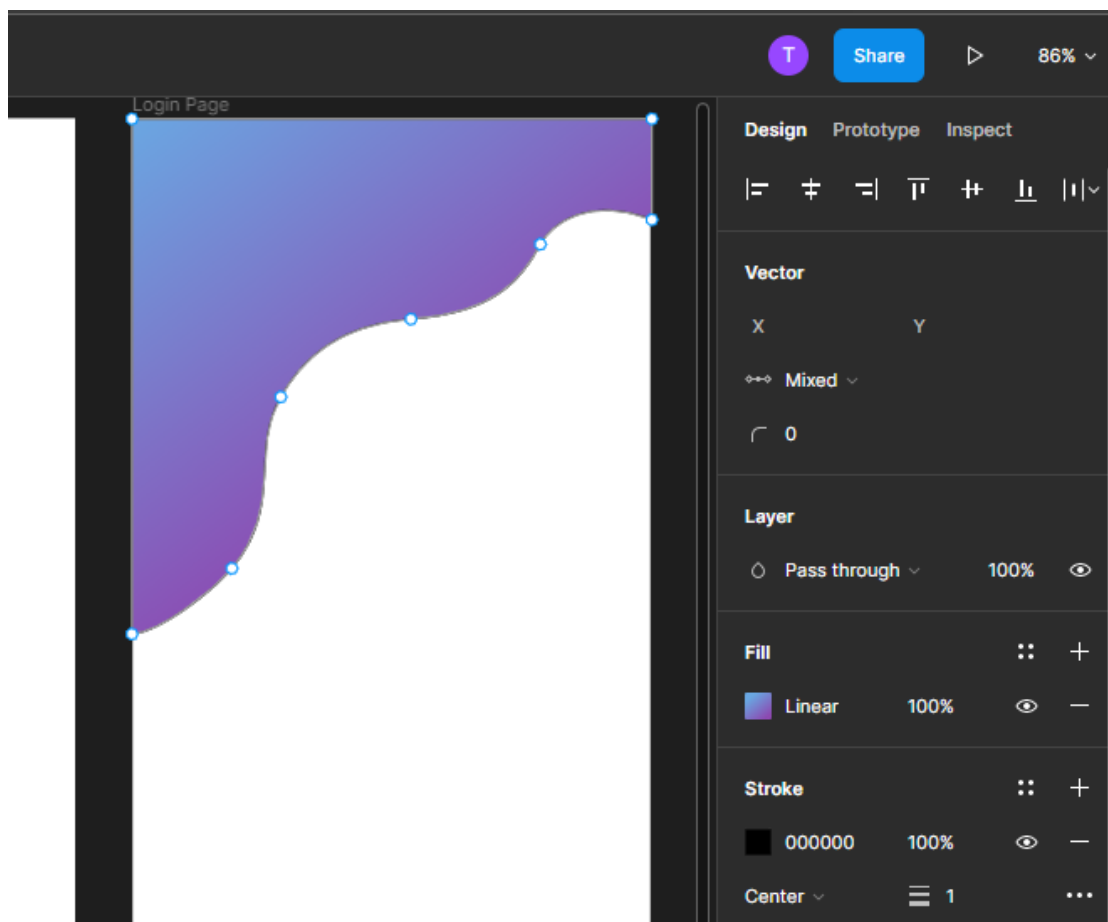 T Share 86%
Login Page
Design Prototype Inspect
Vector
X Y
Mixed
0
Layer
Pass through 100%
Fill
Linear 100%
Stroke
000000 100%
Center 1